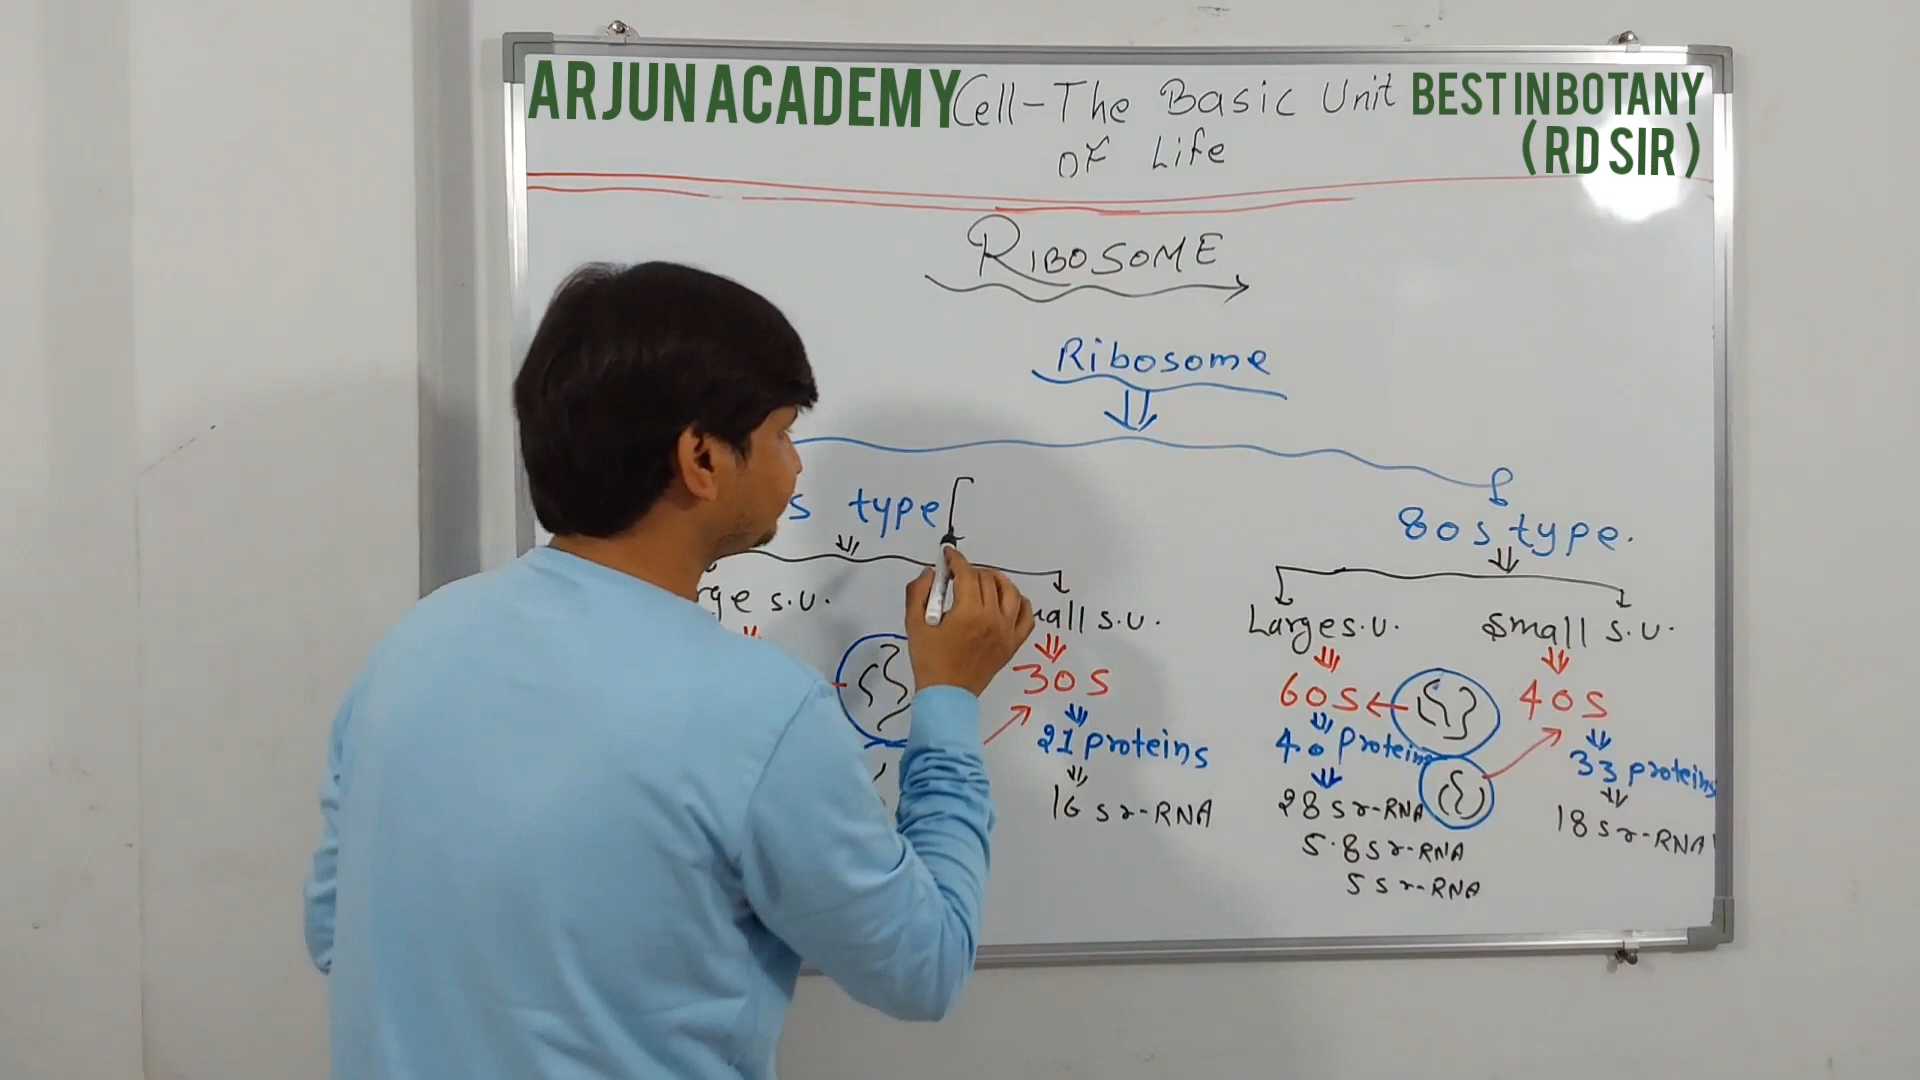 ARJUN ACADEMY
Cell-The Basic Unit
of Life
BEST IN BOTANY
(RD SIR)
RIBOSOME
Ribosome
s type [
80s type.
s.u.
s.u.
Large s.u.
Small s.u.
30s
60s
40s
21 proteins
40 Proteins
33 proteins
16 s r-RNA
28 s r-RNA
18 s r-RNA
5.8 s r-RNA
5 s r-RNA